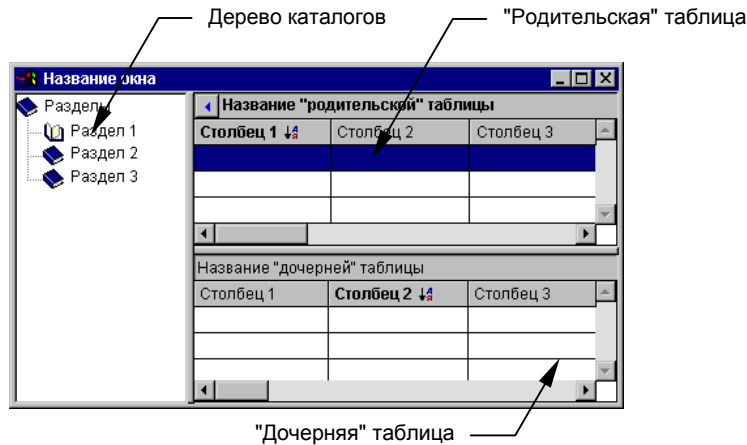 Дерево каталогов
"Родительская" таблица
Название окна
Разделы
Раздел 1
Раздел 2
Раздел 3
Название "родительской" таблицы
Столбец 1 Столбец 2 Столбец 3
Название "дочерней" таблицы
Столбец 1 Столбец 2 Столбец 3
"Дочерняя" таблица